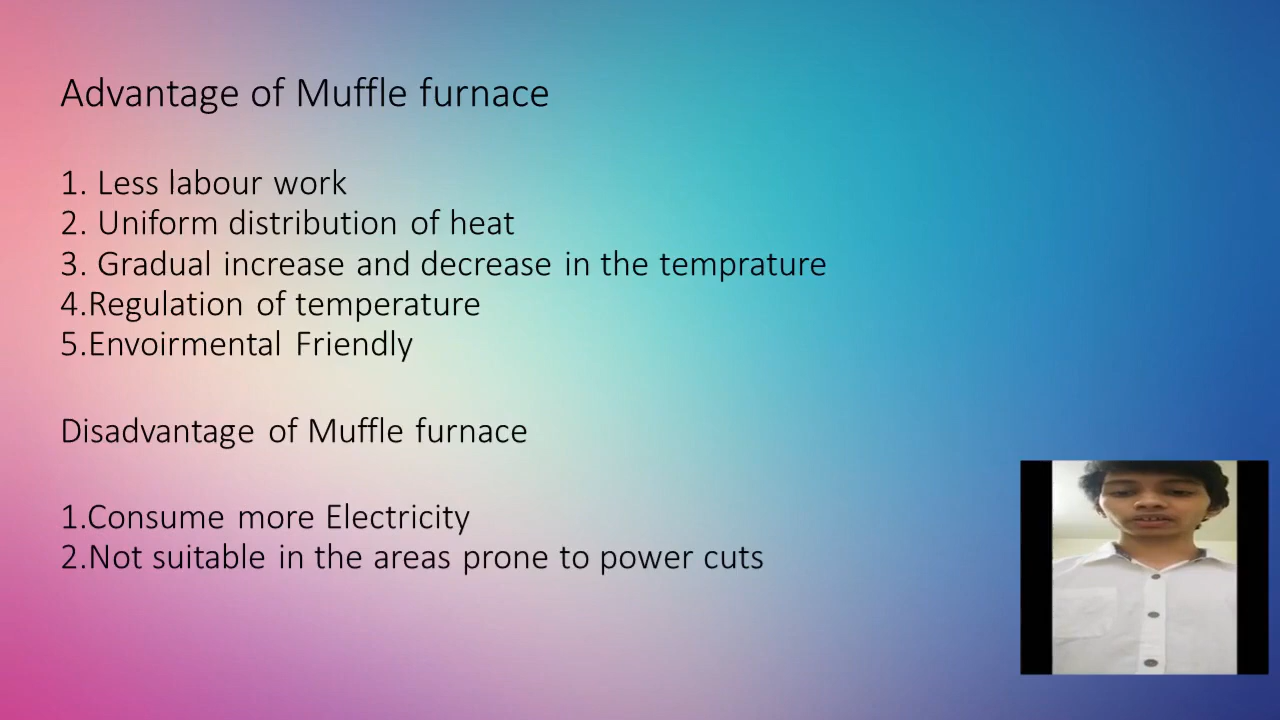 Advantage of Muffle furnace
1. Less labour work
2. Uniform distribution of heat
3. Gradual increase and decrease in the temprature
4.Regulation of temperature
5.Envoirmental Friendly
Disadvantage of Muffle furnace
1.Consume more Electricity
2.Not suitable in the areas prone to power cuts